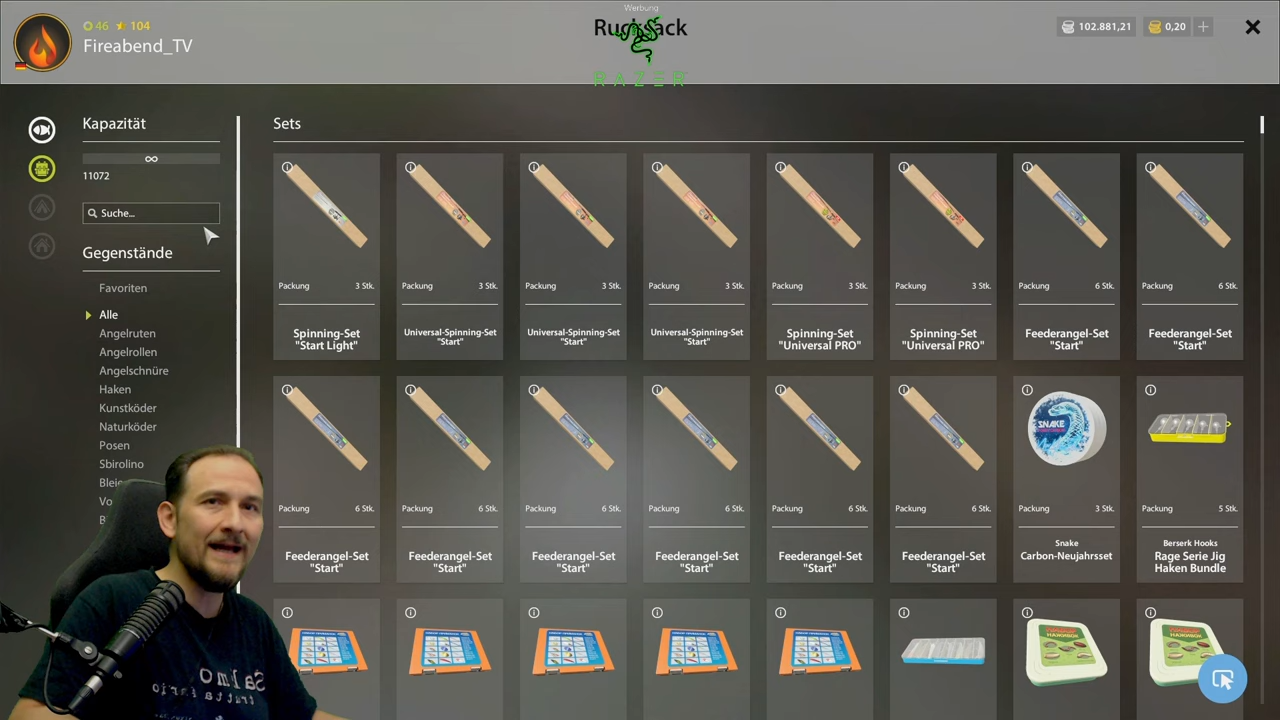 Werbung
46 104
Fireabend_TV
Rucksack
RAZER
102.881,21
0,20
Kapazität
∞
11072
Suche...
Gegenstände
Favoriten
Alle
Angelruten
Angelrollen
Angelschnüre
Haken
Kunstköder
Naturköder
Posen
Sbirolino
Sets
Packung 3 Stk.
Spinning-Set
"Start Light"
Packung 3 Stk.
Universal-Spinning-Set
"Start"
Packung 3 Stk.
Universal-Spinning-Set
"Start"
Packung 3 Stk.
Universal-Spinning-Set
"Start"
Packung 3 Stk.
Spinning-Set
"Universal PRO"
Packung 3 Stk.
Spinning-Set
"Universal PRO"
Packung 6 Stk.
Feederangel-Set
"Start"
Packung 6 Stk.
Feederangel-Set
"Start"
Packung 6 Stk.
Feederangel-Set
"Start"
Packung 6 Stk.
Feederangel-Set
"Start"
Packung 6 Stk.
Feederangel-Set
"Start"
Packung 6 Stk.
Feederangel-Set
"Start"
Packung 6 Stk.
Feederangel-Set
"Start"
Packung 6 Stk.
Feederangel-Set
"Start"
SNAKE
Packung 3 Stk.
Snake
Carbon-Neujahrsset
Packung 5 Stk.
Berserk Hooks
Rage Serie Jig
Haken Bundle